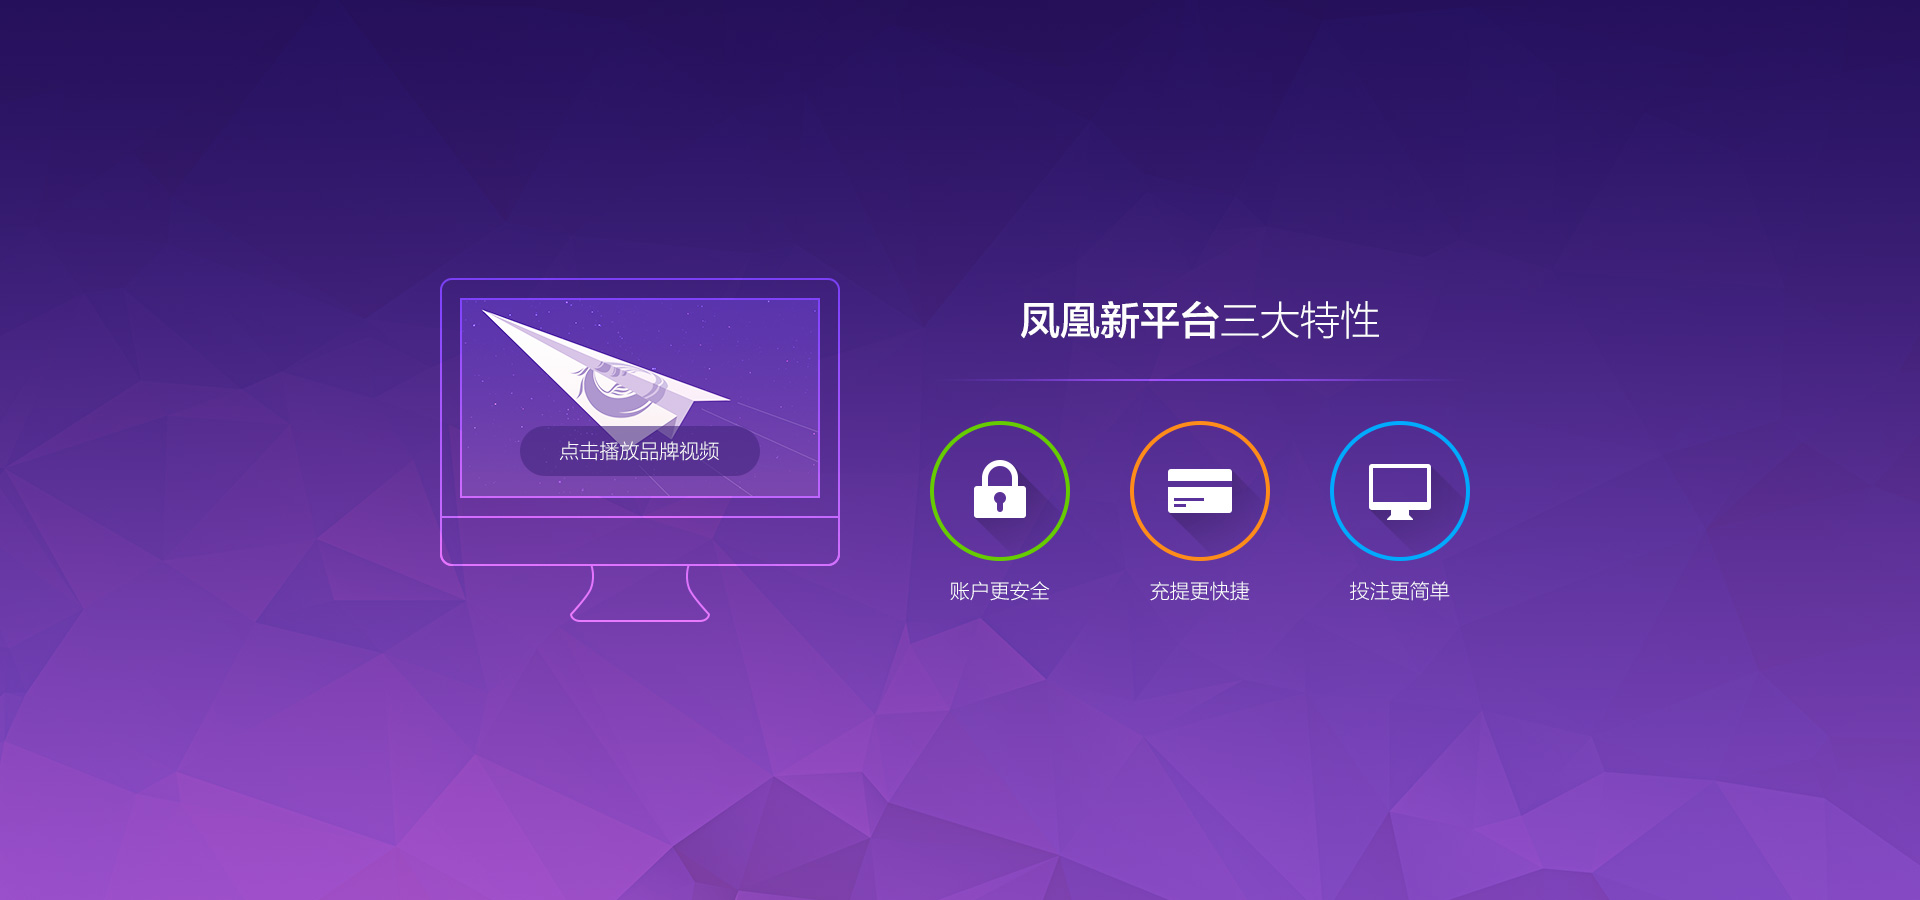 凤凰新平台三大特性
点击播放品牌视频
账户更安全
充提更快捷
投注更简单